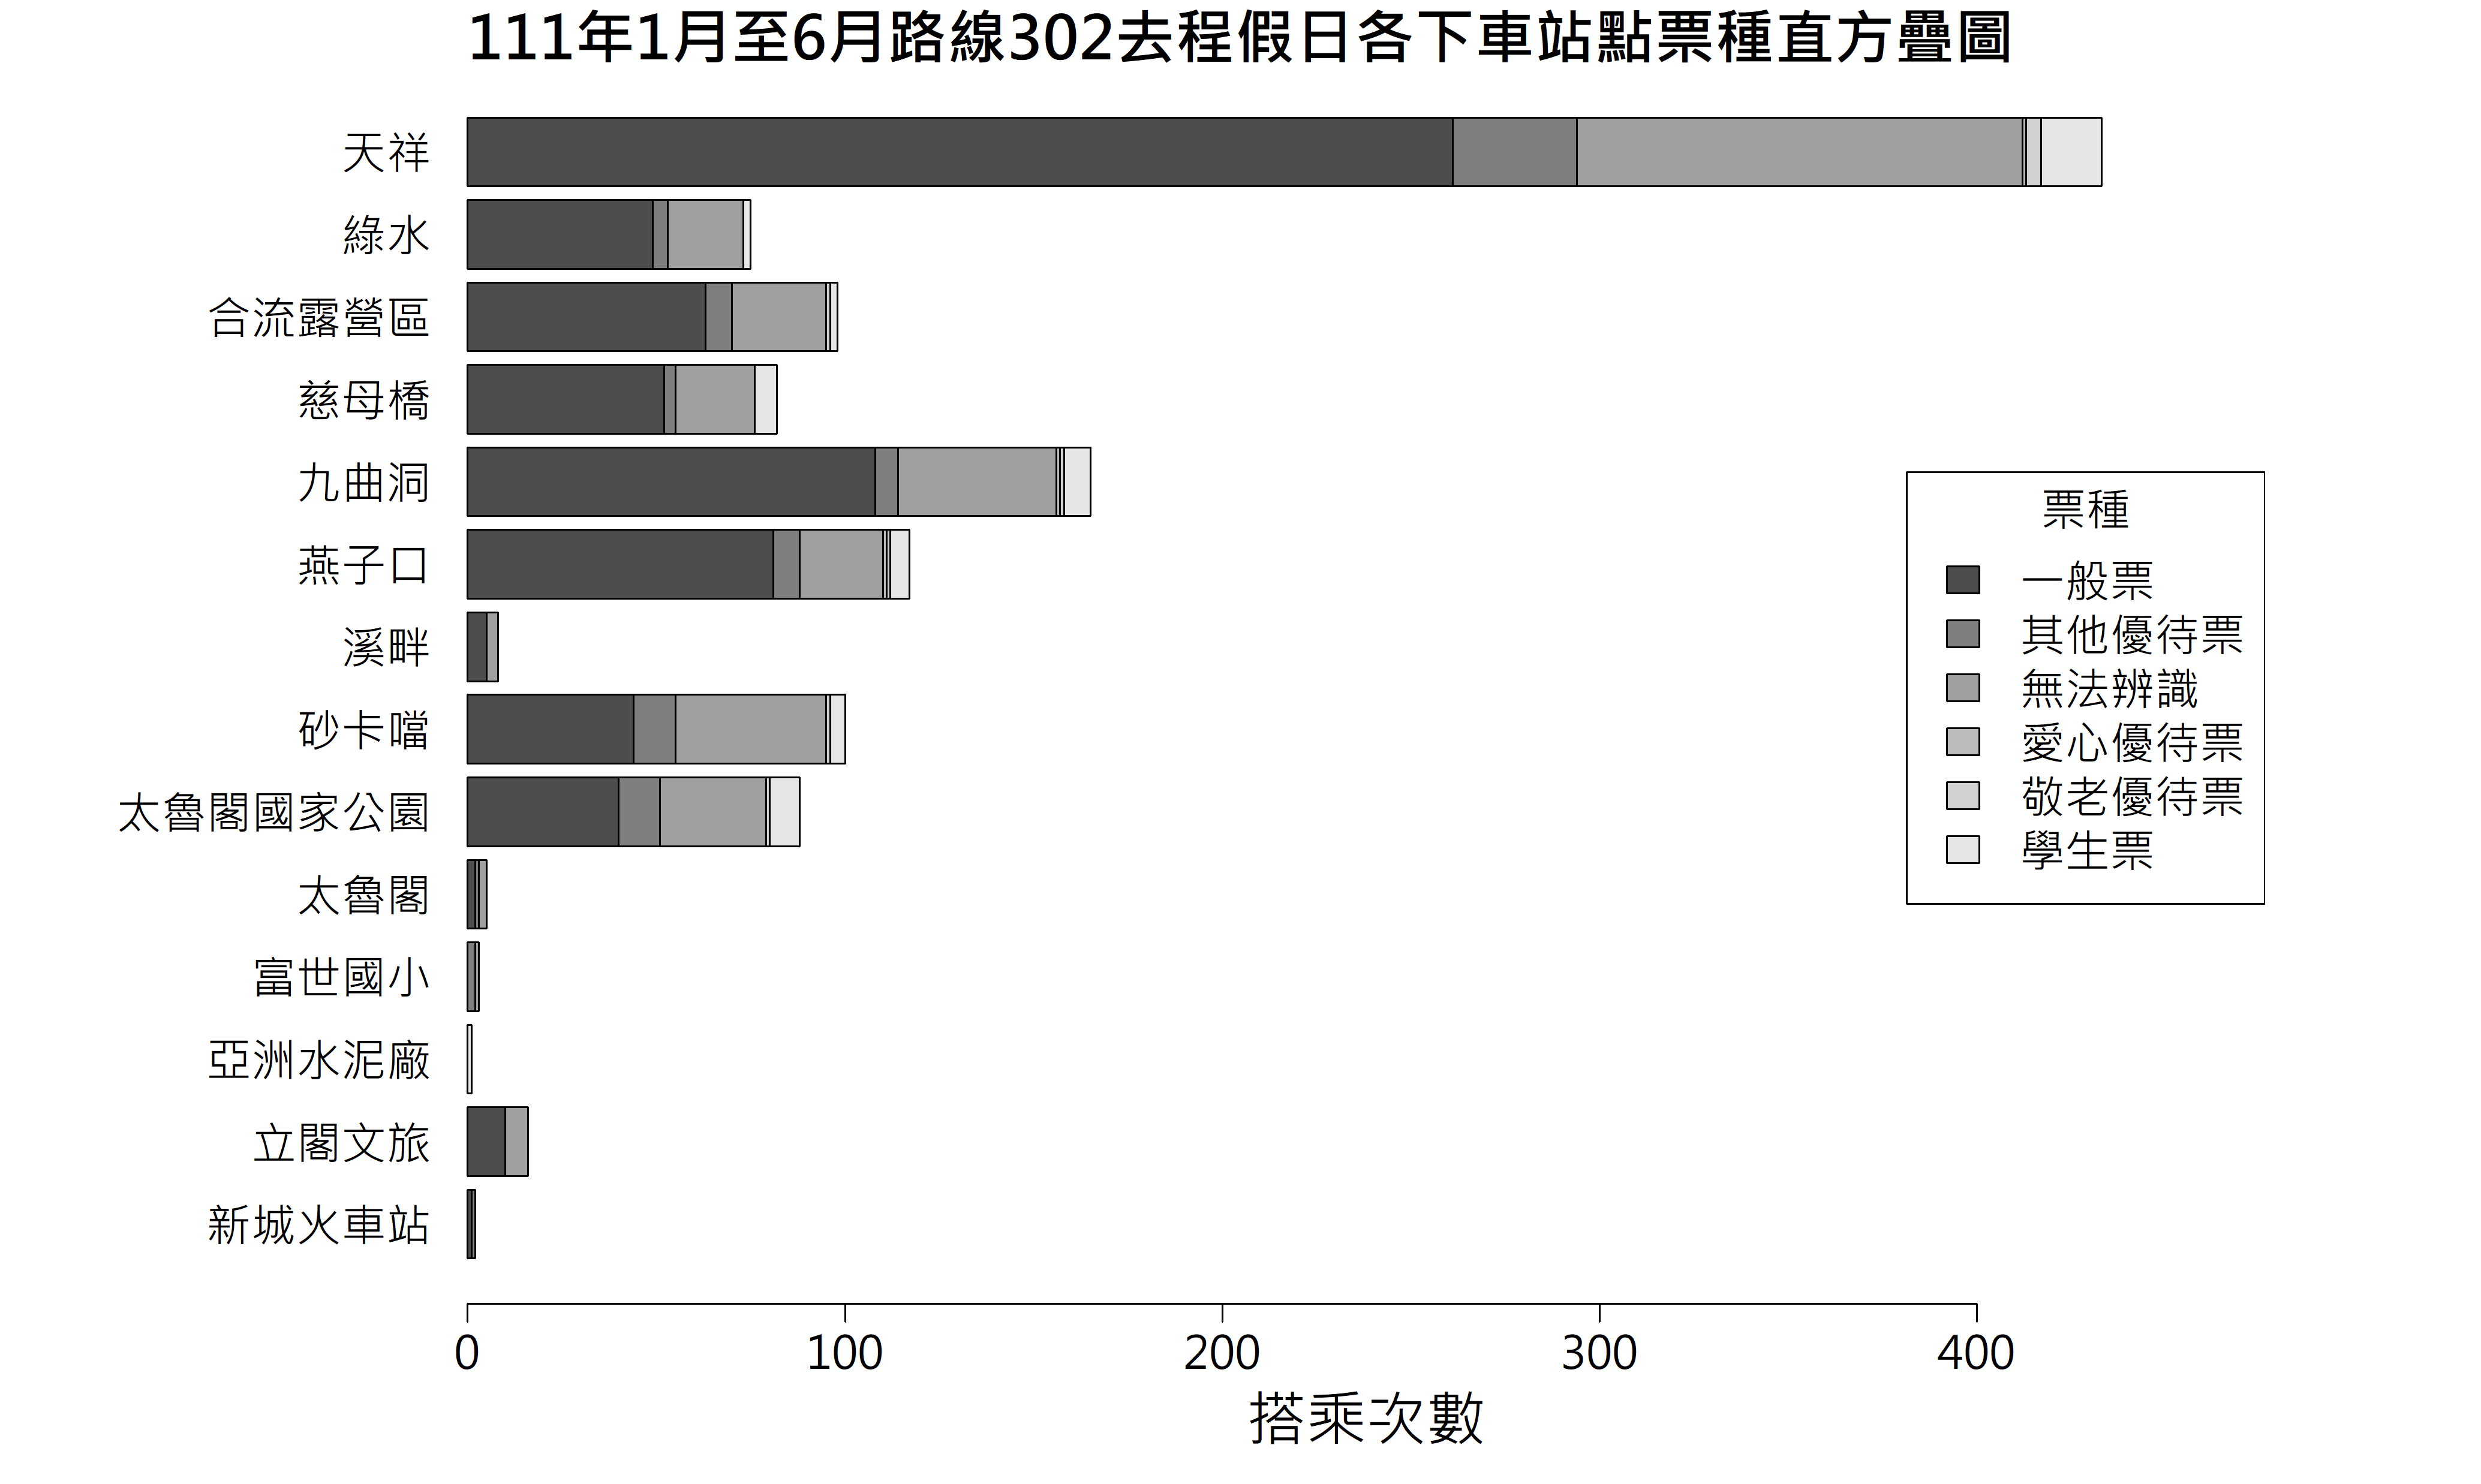 111年1月至6月路線302去程假日各下車站點票種直方疊圖
天祥
綠水
合流露營區
慈母橋
九曲洞
燕子口
溪畔
砂卡噹
太魯閣國家公園
太魯閣
富世國小
亞洲水泥廠
立閣文旅
新城火車站
票種
一般票
其他優待票
無法辨識
愛心優待票
敬老優待票
學生票
0 100 200 300 400
搭乘次數